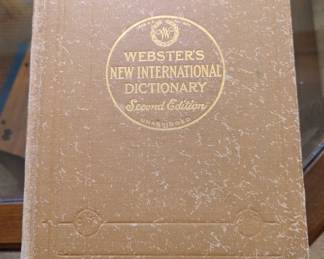 WEBSTER'S
NEW INTERNATIONAL
DICTIONARY
Second Edition
UNABRIDGED